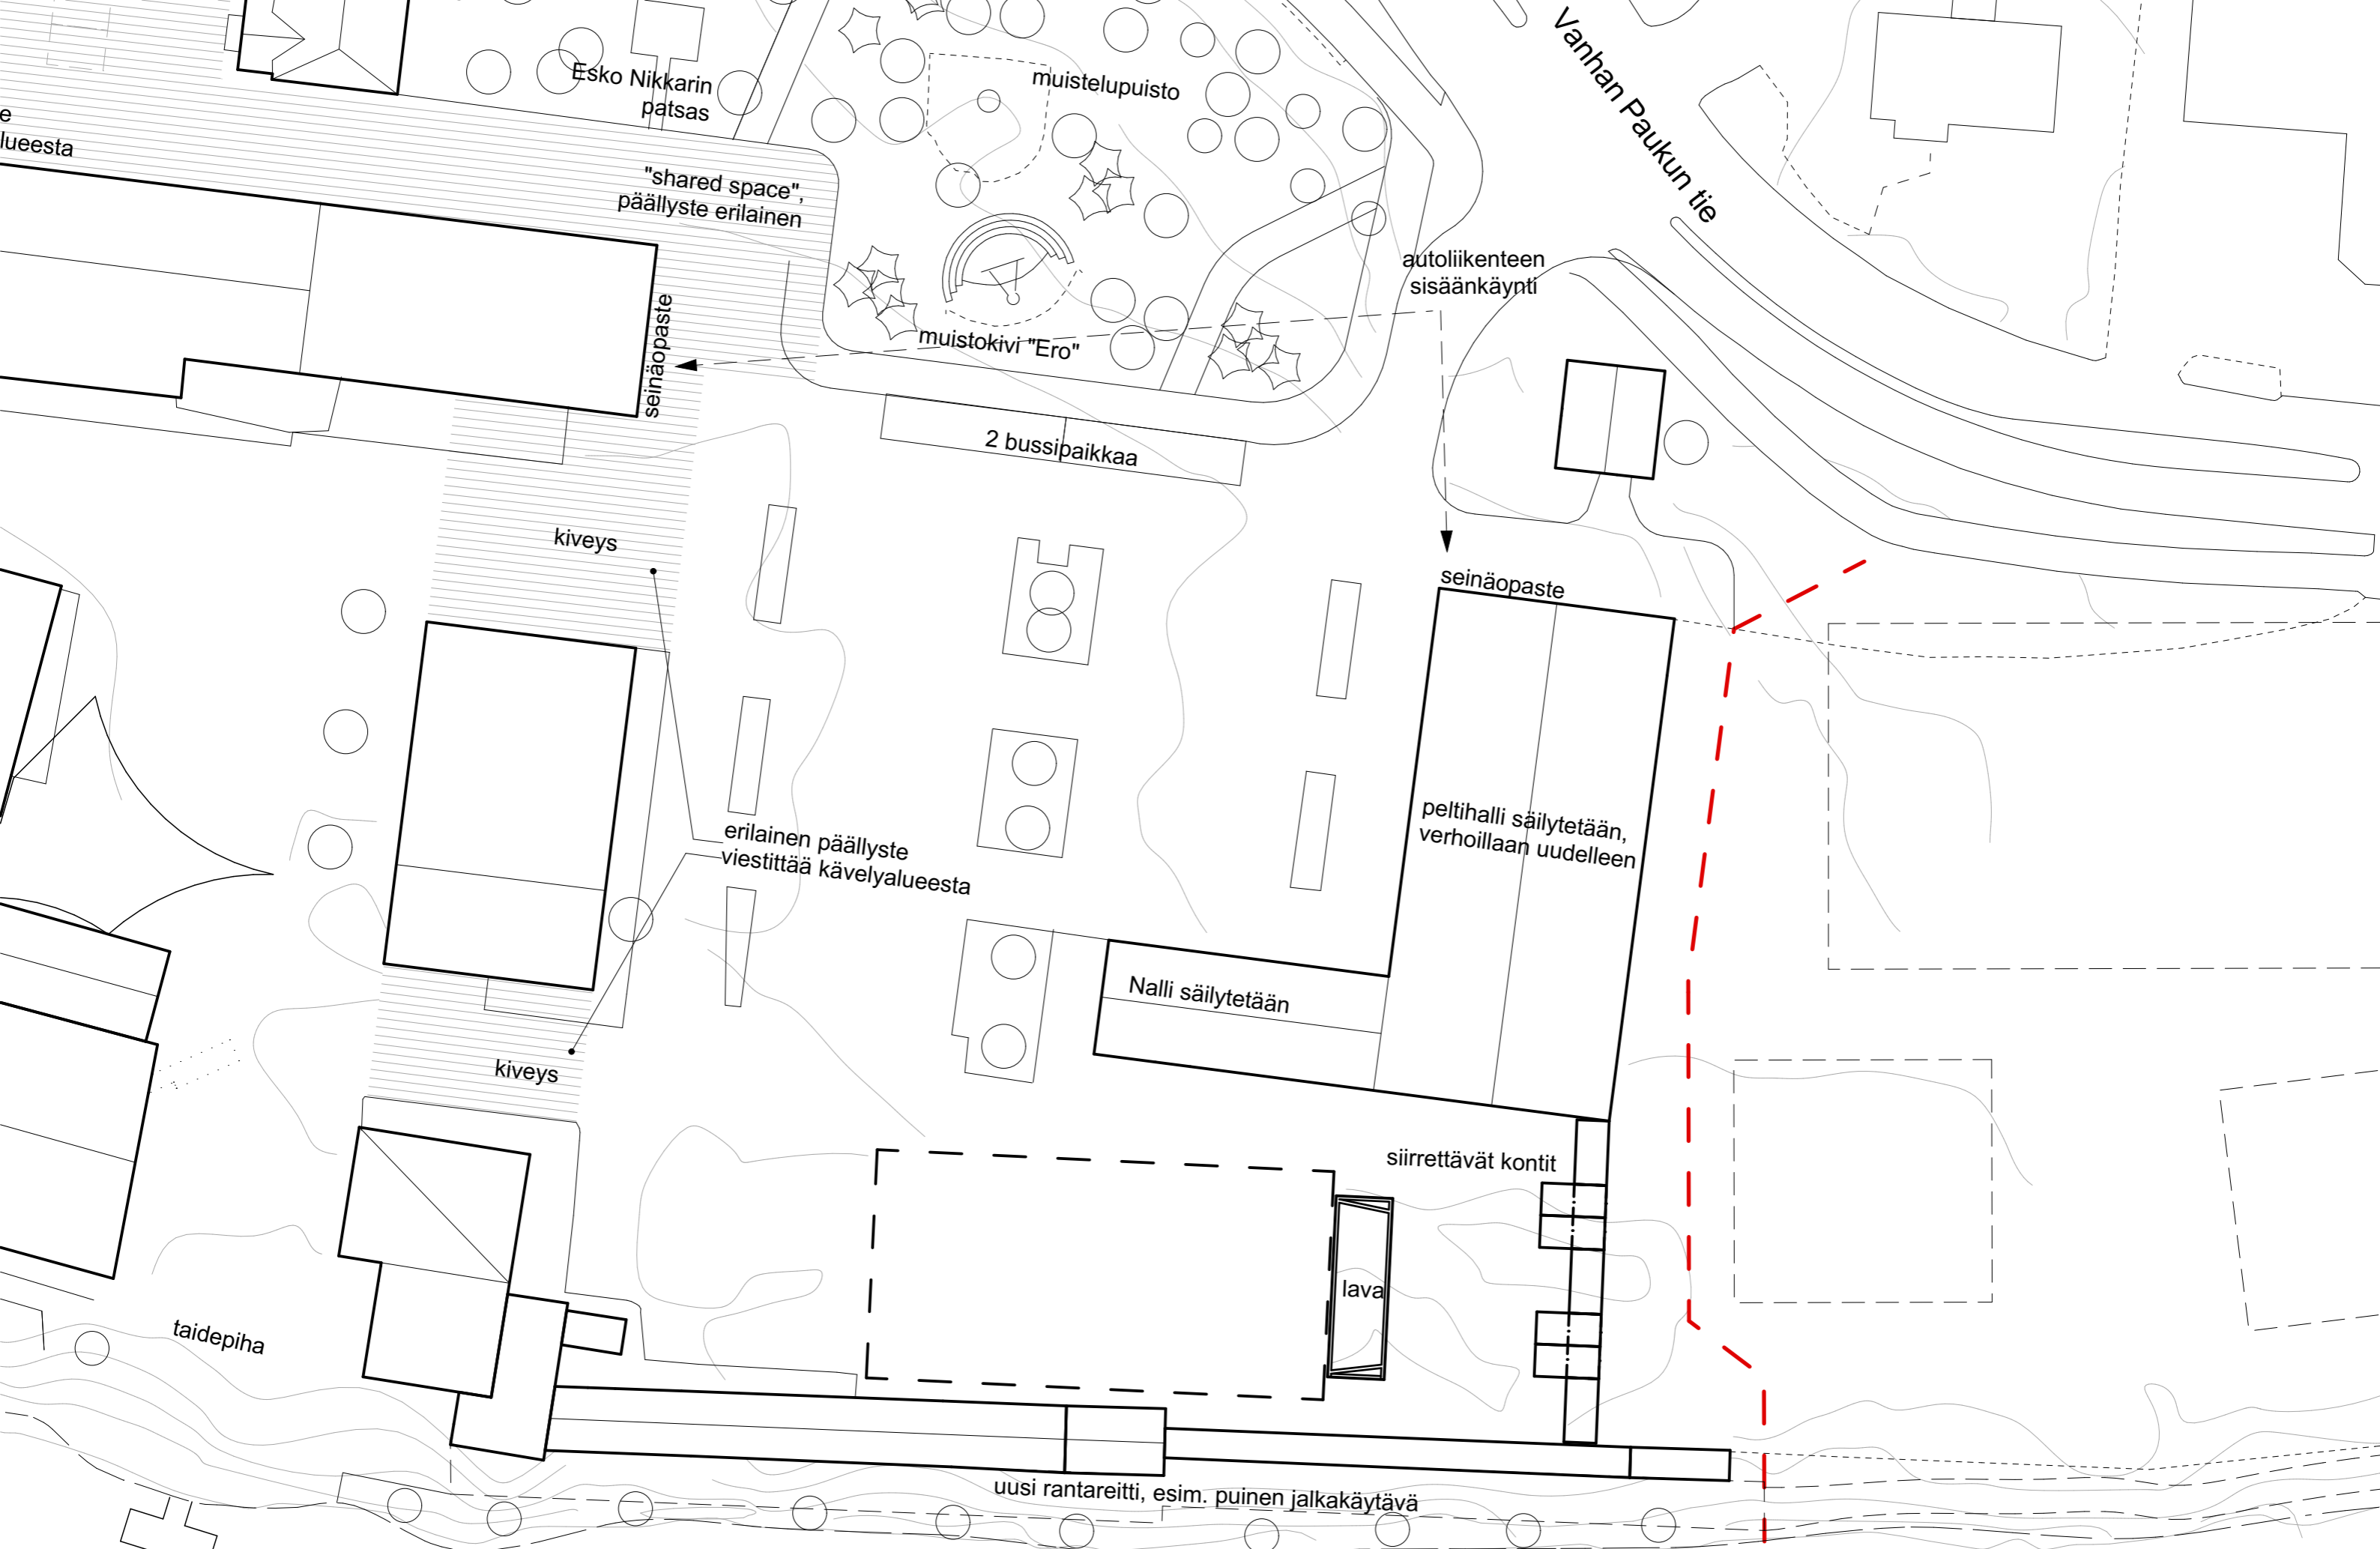 Vanhan Paukun tie
Esko Nikkarin
patsas
muistelupuisto
lueesta
"shared space",
päällyste erilainen
autoliikenteen
sisäänkäynti
seinäopaste
muistokivi "Ero"
2 bussipaikkaa
kiveys
seinäopaste
peltihalli säilytetään,
verhoillaan uudelleen
erilainen päällyste
viestittää kävelyalueesta
Nalli säilytetään
kiveys
siirrettävät kontit
lava
taidepiha
uusi rantareitti, esim. puinen jalkakäytävä